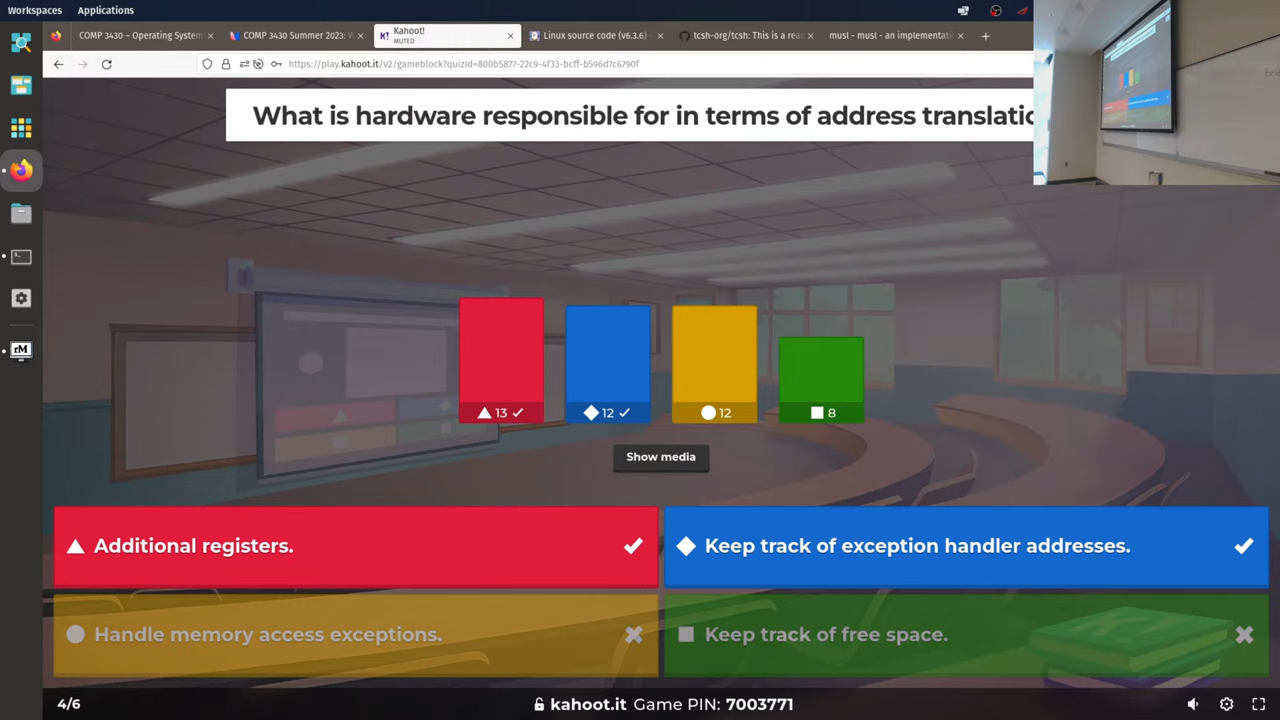 Workspaces Applications
COMP 3430 – Operating System
COMP 3430 Summer 2023: W
Kahoot!
MUTED
Linux source code (v6.3.6)
tcsh-org/tcsh: This is a rea
musl - musl - an implementati
https://play.kahoot.it/v2/gameblock?quizId=800b5877-22c9-4f33-bcff-b596d7c6790f
What is hardware responsible for in terms of address translatio
13
12
12
8
Show media
Additional registers.
Keep track of exception handler addresses.
Handle memory access exceptions.
Keep track of free space.
rM
4/6
kahoot.it Game PIN: 7003771